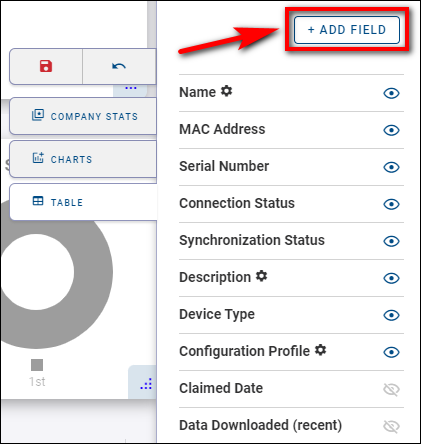 + ADD FIELD
Name
MAC Address
COMPANY STATS
Serial Number
CHARTS
Connection Status
TABLE
Synchronization Status
Description
Device Type
Configuration Profile
1st
Claimed Date
Data Downloaded (recent)